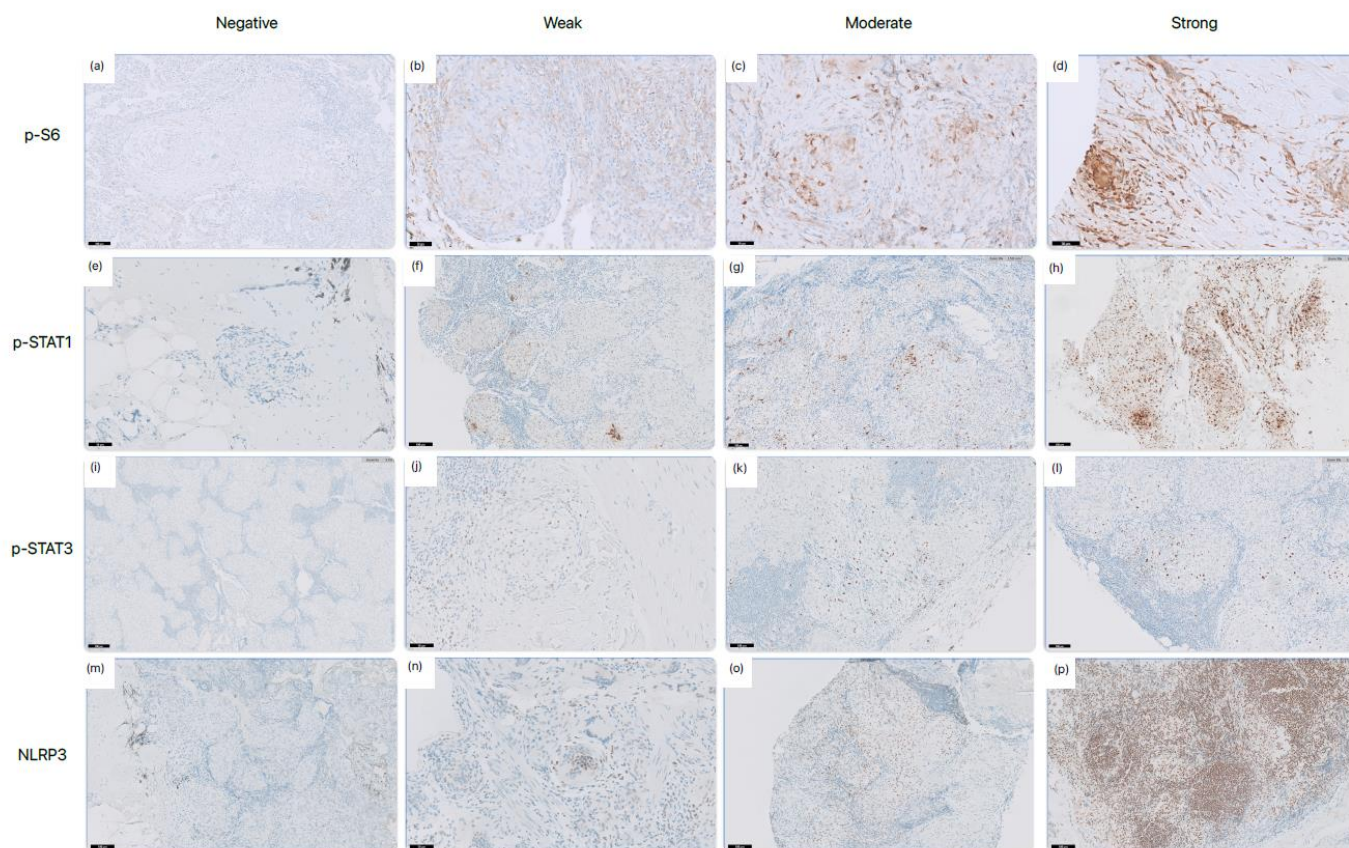 Negative Weak Moderate Strong
p-S6 (a) (b) (c) (d)
p-STAT1 (e) (f) (g) (h)
p-STAT3 (i) (j) (k) (l)
NLRP3 (m) (n) (o) (p)